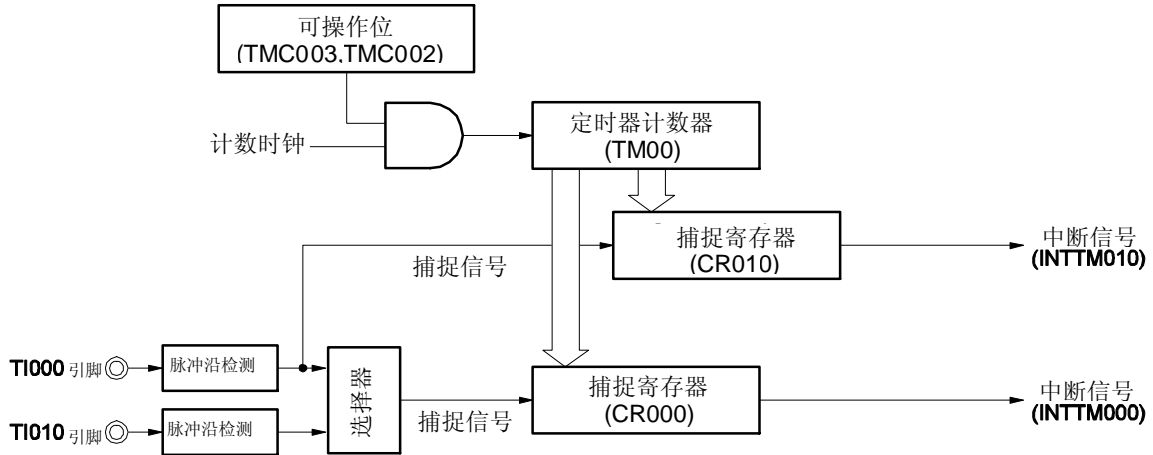 可操作位
(TMC003,TMC002)
计数时钟
定时器计数器
(TM00)
捕捉寄存器
(CR010)
中断信号
(INTTM010)
捕捉信号
TI000 引脚
脉冲沿检测
选择器
捕捉信号
捕捉寄存器
(CR000)
中断信号
(INTTM000)
TI010 引脚
脉冲沿检测